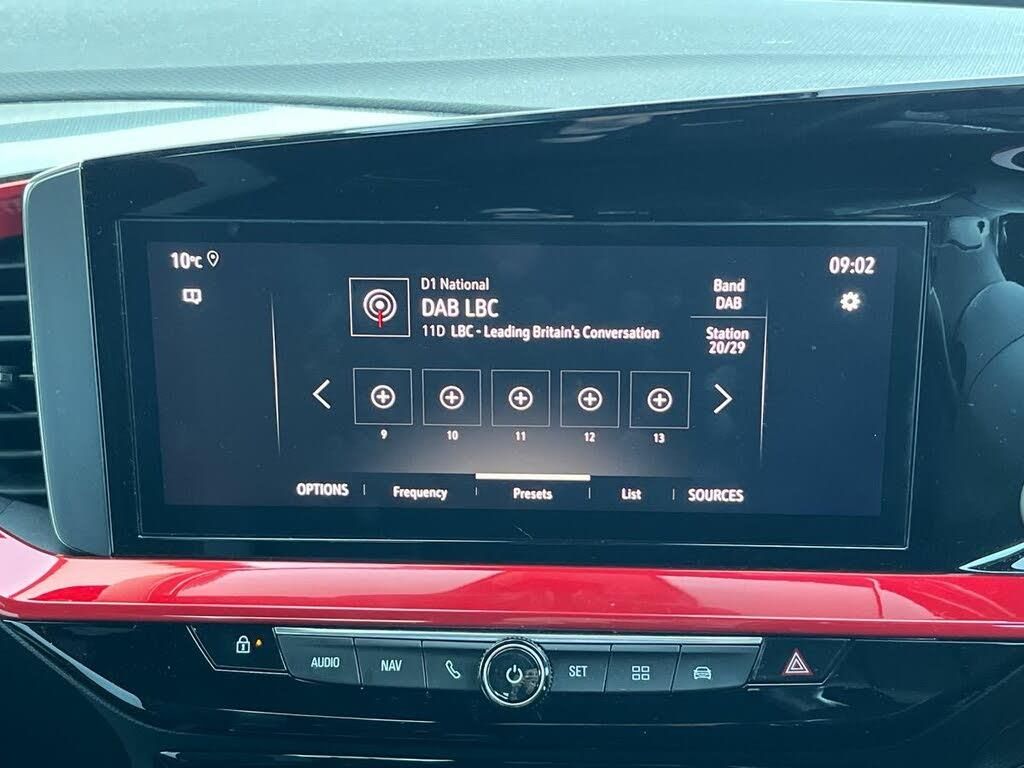 10°C
09:02
D1 National
DAB LBC
11D LBC - Leading Britain's Conversation
Band
DAB
Station
20/29
9 10 11 12 13
OPTIONS Frequency Presets List SOURCES
AUDIO NAV SET